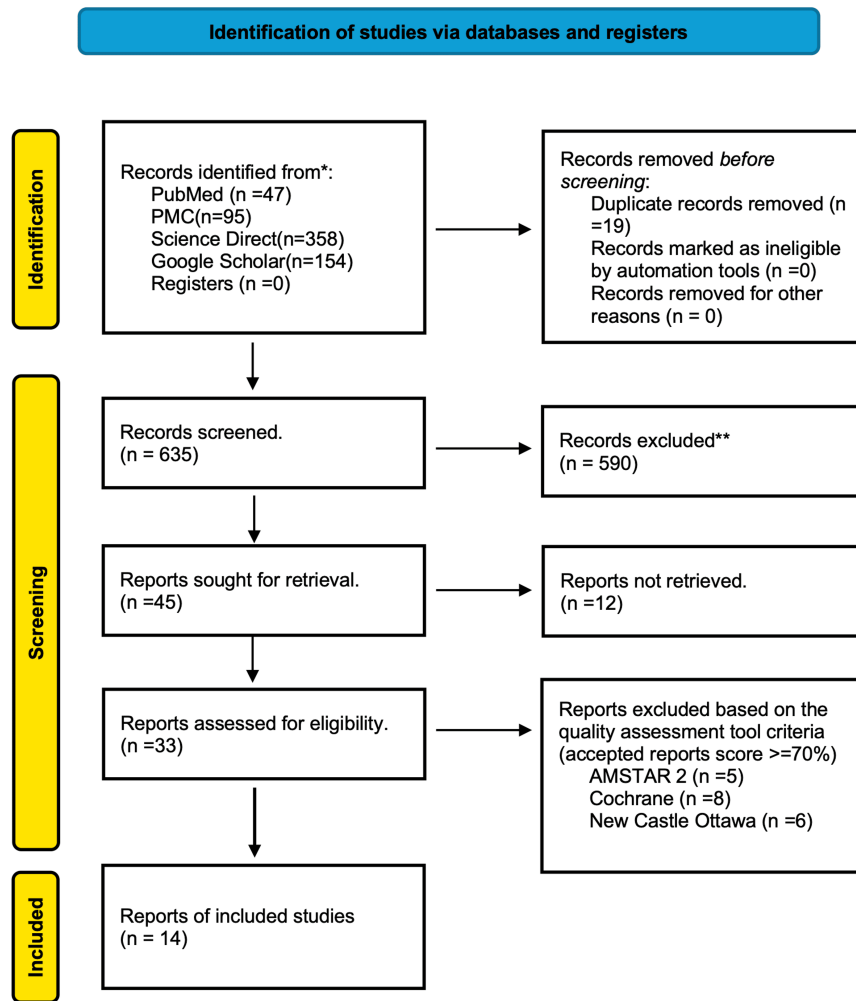 Identification of studies via databases and registers
Identification
Records identified from*:
PubMed (n =47)
PMC(n=95)
Science Direct(n=358)
Google Scholar(n=154)
Registers (n =0)
Records removed before
screening:
Duplicate records removed (n
=19)
Records marked as ineligible
by automation tools (n =0)
Records removed for other
reasons (n = 0)
Screening
Records screened.
(n = 635)
Records excluded**
(n = 590)
Reports sought for retrieval.
(n =45)
Reports not retrieved.
(n =12)
Reports assessed for eligibility.
(n =33)
Reports excluded based on the
quality assessment tool criteria
(accepted reports score >=70%)
AMSTAR 2 (n =5)
Cochrane (n =8)
New Castle Ottawa (n =6)
Included
Reports of included studies
(n = 14)